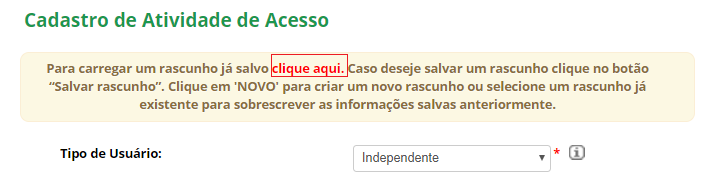 Cadastro de Atividade de Acesso
Para carregar um rascunho já salvo clique aqui. Caso deseje salvar um rascunho clique no botão
“Salvar rascunho”. Clique em 'NOVO' para criar um novo rascunho ou selecione um rascunho já
existente para sobrescrever as informações salvas anteriormente.
Tipo de Usuário: Independente * i